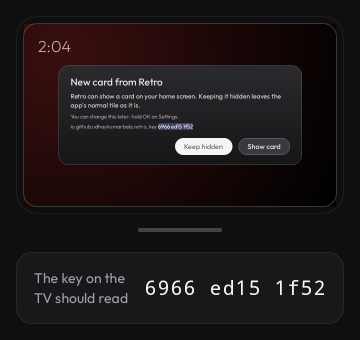 2:04
New card from Retro
Retro can show a card on your home screen. Keeping it hidden leaves the
app's normal tile as it is.
You can change this later: hold OK on Settings.
io.github.udhaykumarbala.retro, key 6966 ed15 1f52
Keep hidden Show card
The key on the
TV should read
6966 ed15 1f52